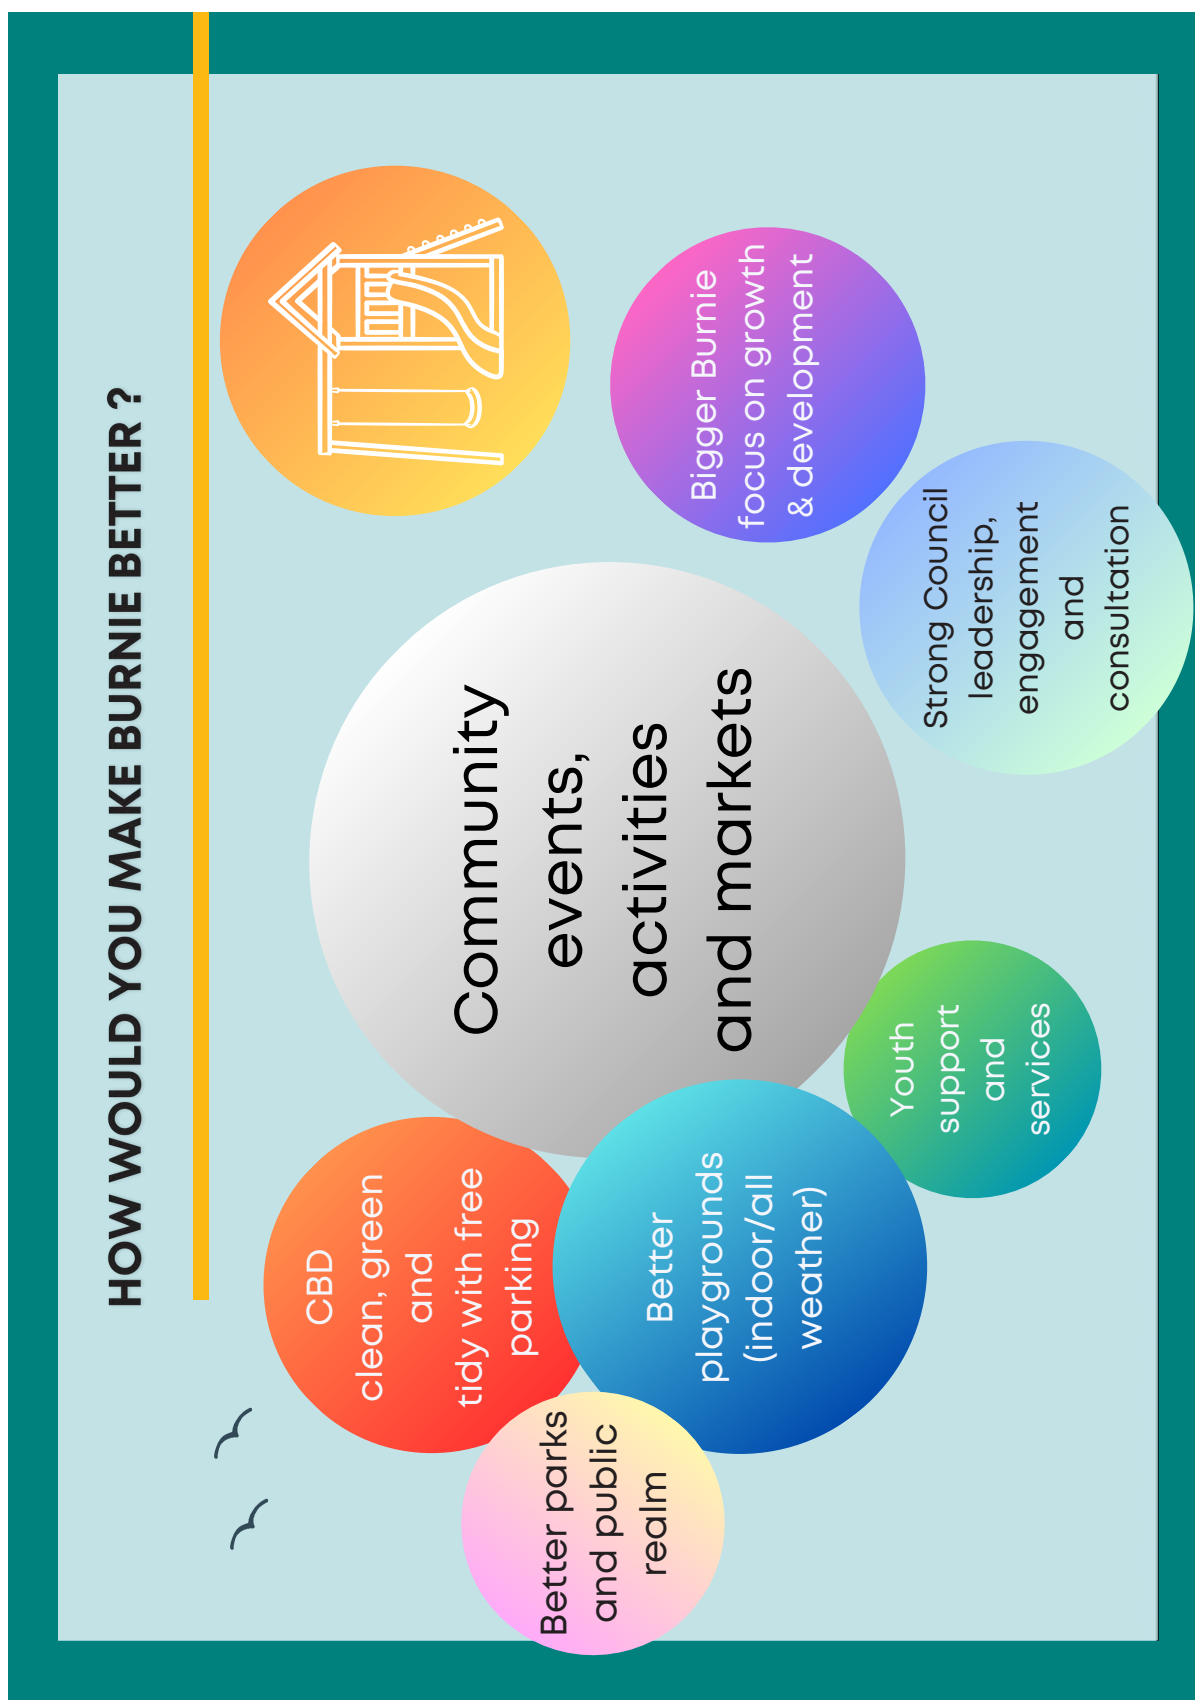 HOW WOULD YOU MAKE BURNIE BETTER ?
CBD
clean, green
and
tidy with free
parking
Better parks
and public
realm
Better
playgrounds
(indoor/all
weather)
Community
events,
activities
and markets
Youth
support
and
services
Bigger Burnie
focus on growth
& development
Strong Council
leadership,
engagement
and
consultation